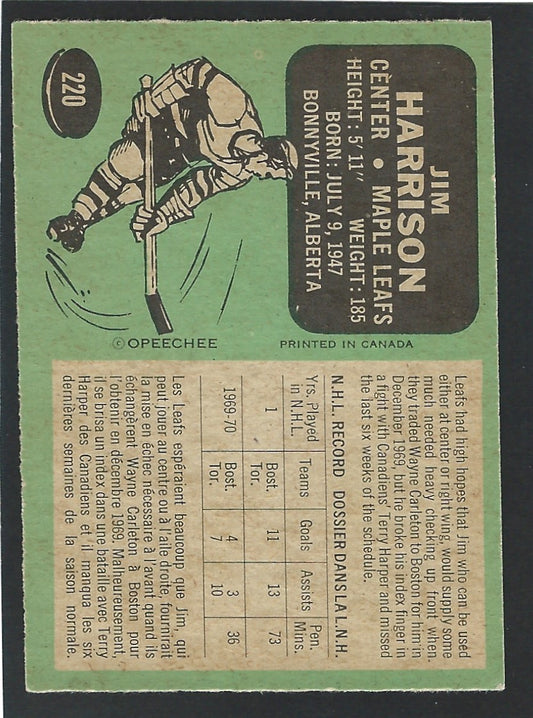 220
JIM
HARRISON
CENTER • MAPLE LEAFS
HEIGHT: 5' 11" WEIGHT: 185
BORN: JULY 9, 1947
BONNYVILLE, ALBERTA
© OPEECHEE
PRINTED IN CANADA
Leafs had high hopes that Jim who can be used
either at center or right wing, would supply some
much needed heavy checking up front when
they traded Wayne Carleton to Boston for him in
December 1969, but he broke his index finger in
a fight with Canadiens' Terry Harper and missed
the last six weeks of the schedule.
N.H.L. RECORD DOSSIER DANS LA L.N.H.
Yrs. Played Teams Goals Assists Pen.
in N.H.L. Mins.
1 Bost. 11 13 73
Tor.
1969-70 Bost. 4 3 36
Tor. 7 10
Les Leafs espéraient beaucoup que Jim, qui
peut jouer au centre ou à l'aile droite, fournirait
la mise en échec nécessaire à l'avant quand ils
échangèrent Wayne Carleton à Boston pour
l'obtenir en décembre 1969. Malheureusement,
il se brisa un index dans une bataille avec Terry
Harper des Canadiens et il manqua les six
dernières semaines de la saison normale.